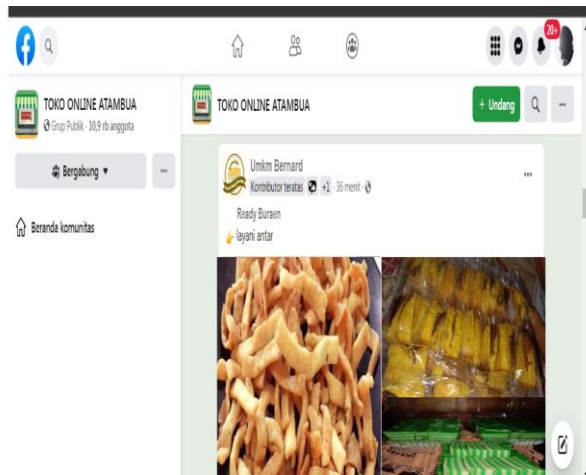 20+
TOKO ONLINE ATAMBUA
Grup Publik · 10,9 rb anggota
Bergabung
Beranda komunitas
TOKO ONLINE ATAMBUA
+ Undang
Umkm Bernard
Kontributor teratas +1 · 36 menit ·
Ready Buraen
layani antar